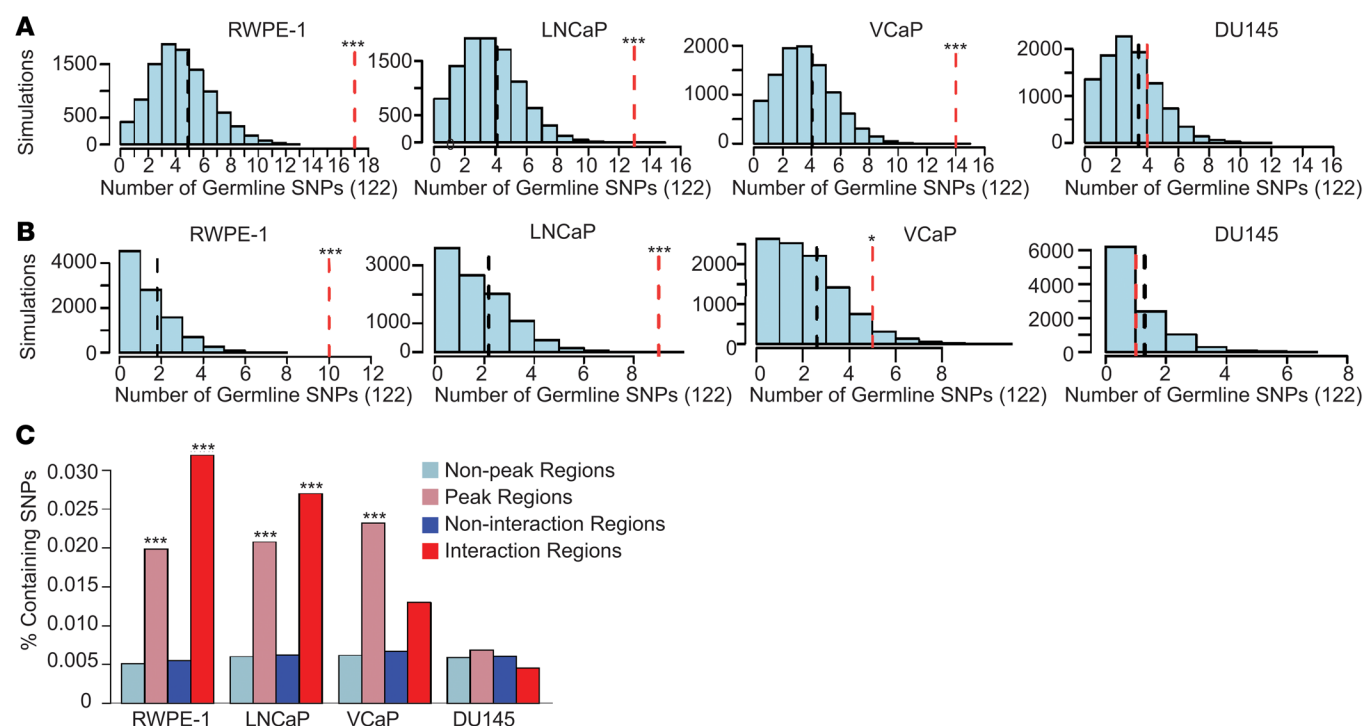 A
RWPE-1 LNCaP VCaP DU145
*** *** ***
Simulations
1500 1500 2000 2000
500 500 1000 1000
0 0 0 0
0 2 4 6 8 10 12 14 16 18 0 2 4 6 8 10 12 14 16 0 2 4 6 8 10 12 14 16 0 2 4 6 8 10 12 14 16
Number of Germline SNPs (122) Number of Germline SNPs (122) Number of Germline SNPs (122) Number of Germline SNPs (122)
B
RWPE-1 LNCaP VCaP DU145
*** *** *
Simulations
4000 3000 2000 6000
4000
2000 1000 1000 2000
0 0 0 0
0 2 4 6 8 10 12 0 2 4 6 8 0 2 4 6 8 0 2 4 6 8
Number of Germline SNPs (122) Number of Germline SNPs (122) Number of Germline SNPs (122) Number of Germline SNPs (122)
C
% Containing SNPs
0.030
0.025
0.020
0.015
0.010
0.005
0
*** *** *** *** ***
Non-peak Regions
Peak Regions
Non-interaction Regions
Interaction Regions
RWPE-1 LNCaP VCaP DU145